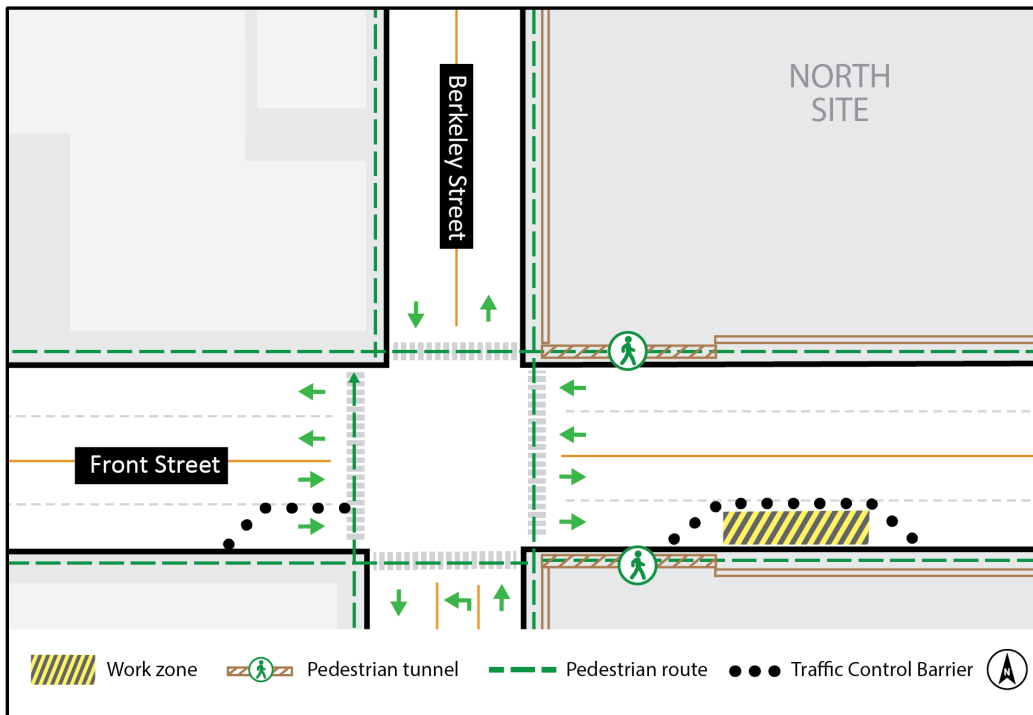 NORTH
SITE
Berkeley Street
Front Street
Work zone
Pedestrian tunnel
Pedestrian route
Traffic Control Barrier
N